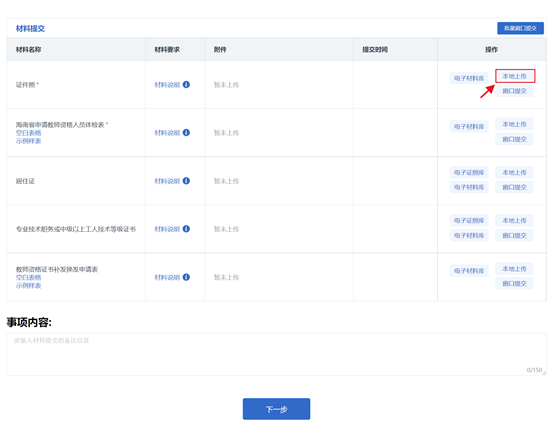 材料提交 批量窗口提交
材料名称 材料要求 附件 提交时间 操作
证件照 * 材料说明 暂未上传 电子材料库 本地上传
窗口提交
海南省申请教师资格人员体检表 *
空白表格
示例样表
材料说明 暂未上传 电子材料库 本地上传
窗口提交
居住证 材料说明 暂未上传 电子证照库 本地上传
电子材料库 窗口提交
专业技术职务或中级以上工人技术等级证书 材料说明 暂未上传 电子证照库 本地上传
电子材料库 窗口提交
教师资格证书补发换发申请表
空白表格
示例样表
材料说明 暂未上传 电子材料库 本地上传
窗口提交
事项内容:
请输入材料提交的备注信息
0/150
下一步